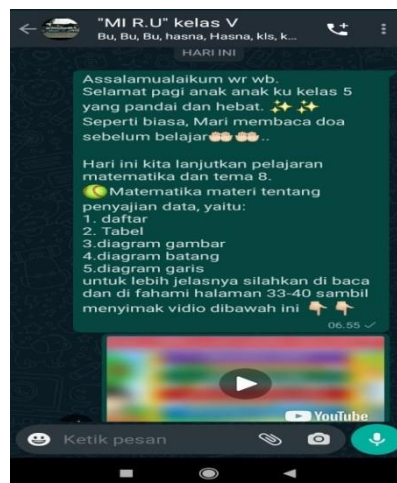 "MI R.U" kelas V
Bu, Bu, Bu, hasna, Hasna, kls, k...
HARI INI
Assalamualaikum wr wb.
Selamat pagi anak anak ku kelas 5
yang pandai dan hebat. ✨ ✨
Seperti biasa, Mari membaca doa
sebelum belajar🤲🏻🤲🏻..
Hari ini kita lanjutkan pelajaran
matematika dan tema 8.
🥎Matematika materi tentang
penyajian data, yaitu:
1. daftar
2. Tabel
3.diagram gambar
4.diagram batang
5.diagram garis
untuk lebih jelasnya silahkan di baca
dan di fahami halaman 33-40 sambil
menyimak vidio dibawah ini 👇🏻 👇🏻
06.55 ✓
YouTube
Ketik pesan